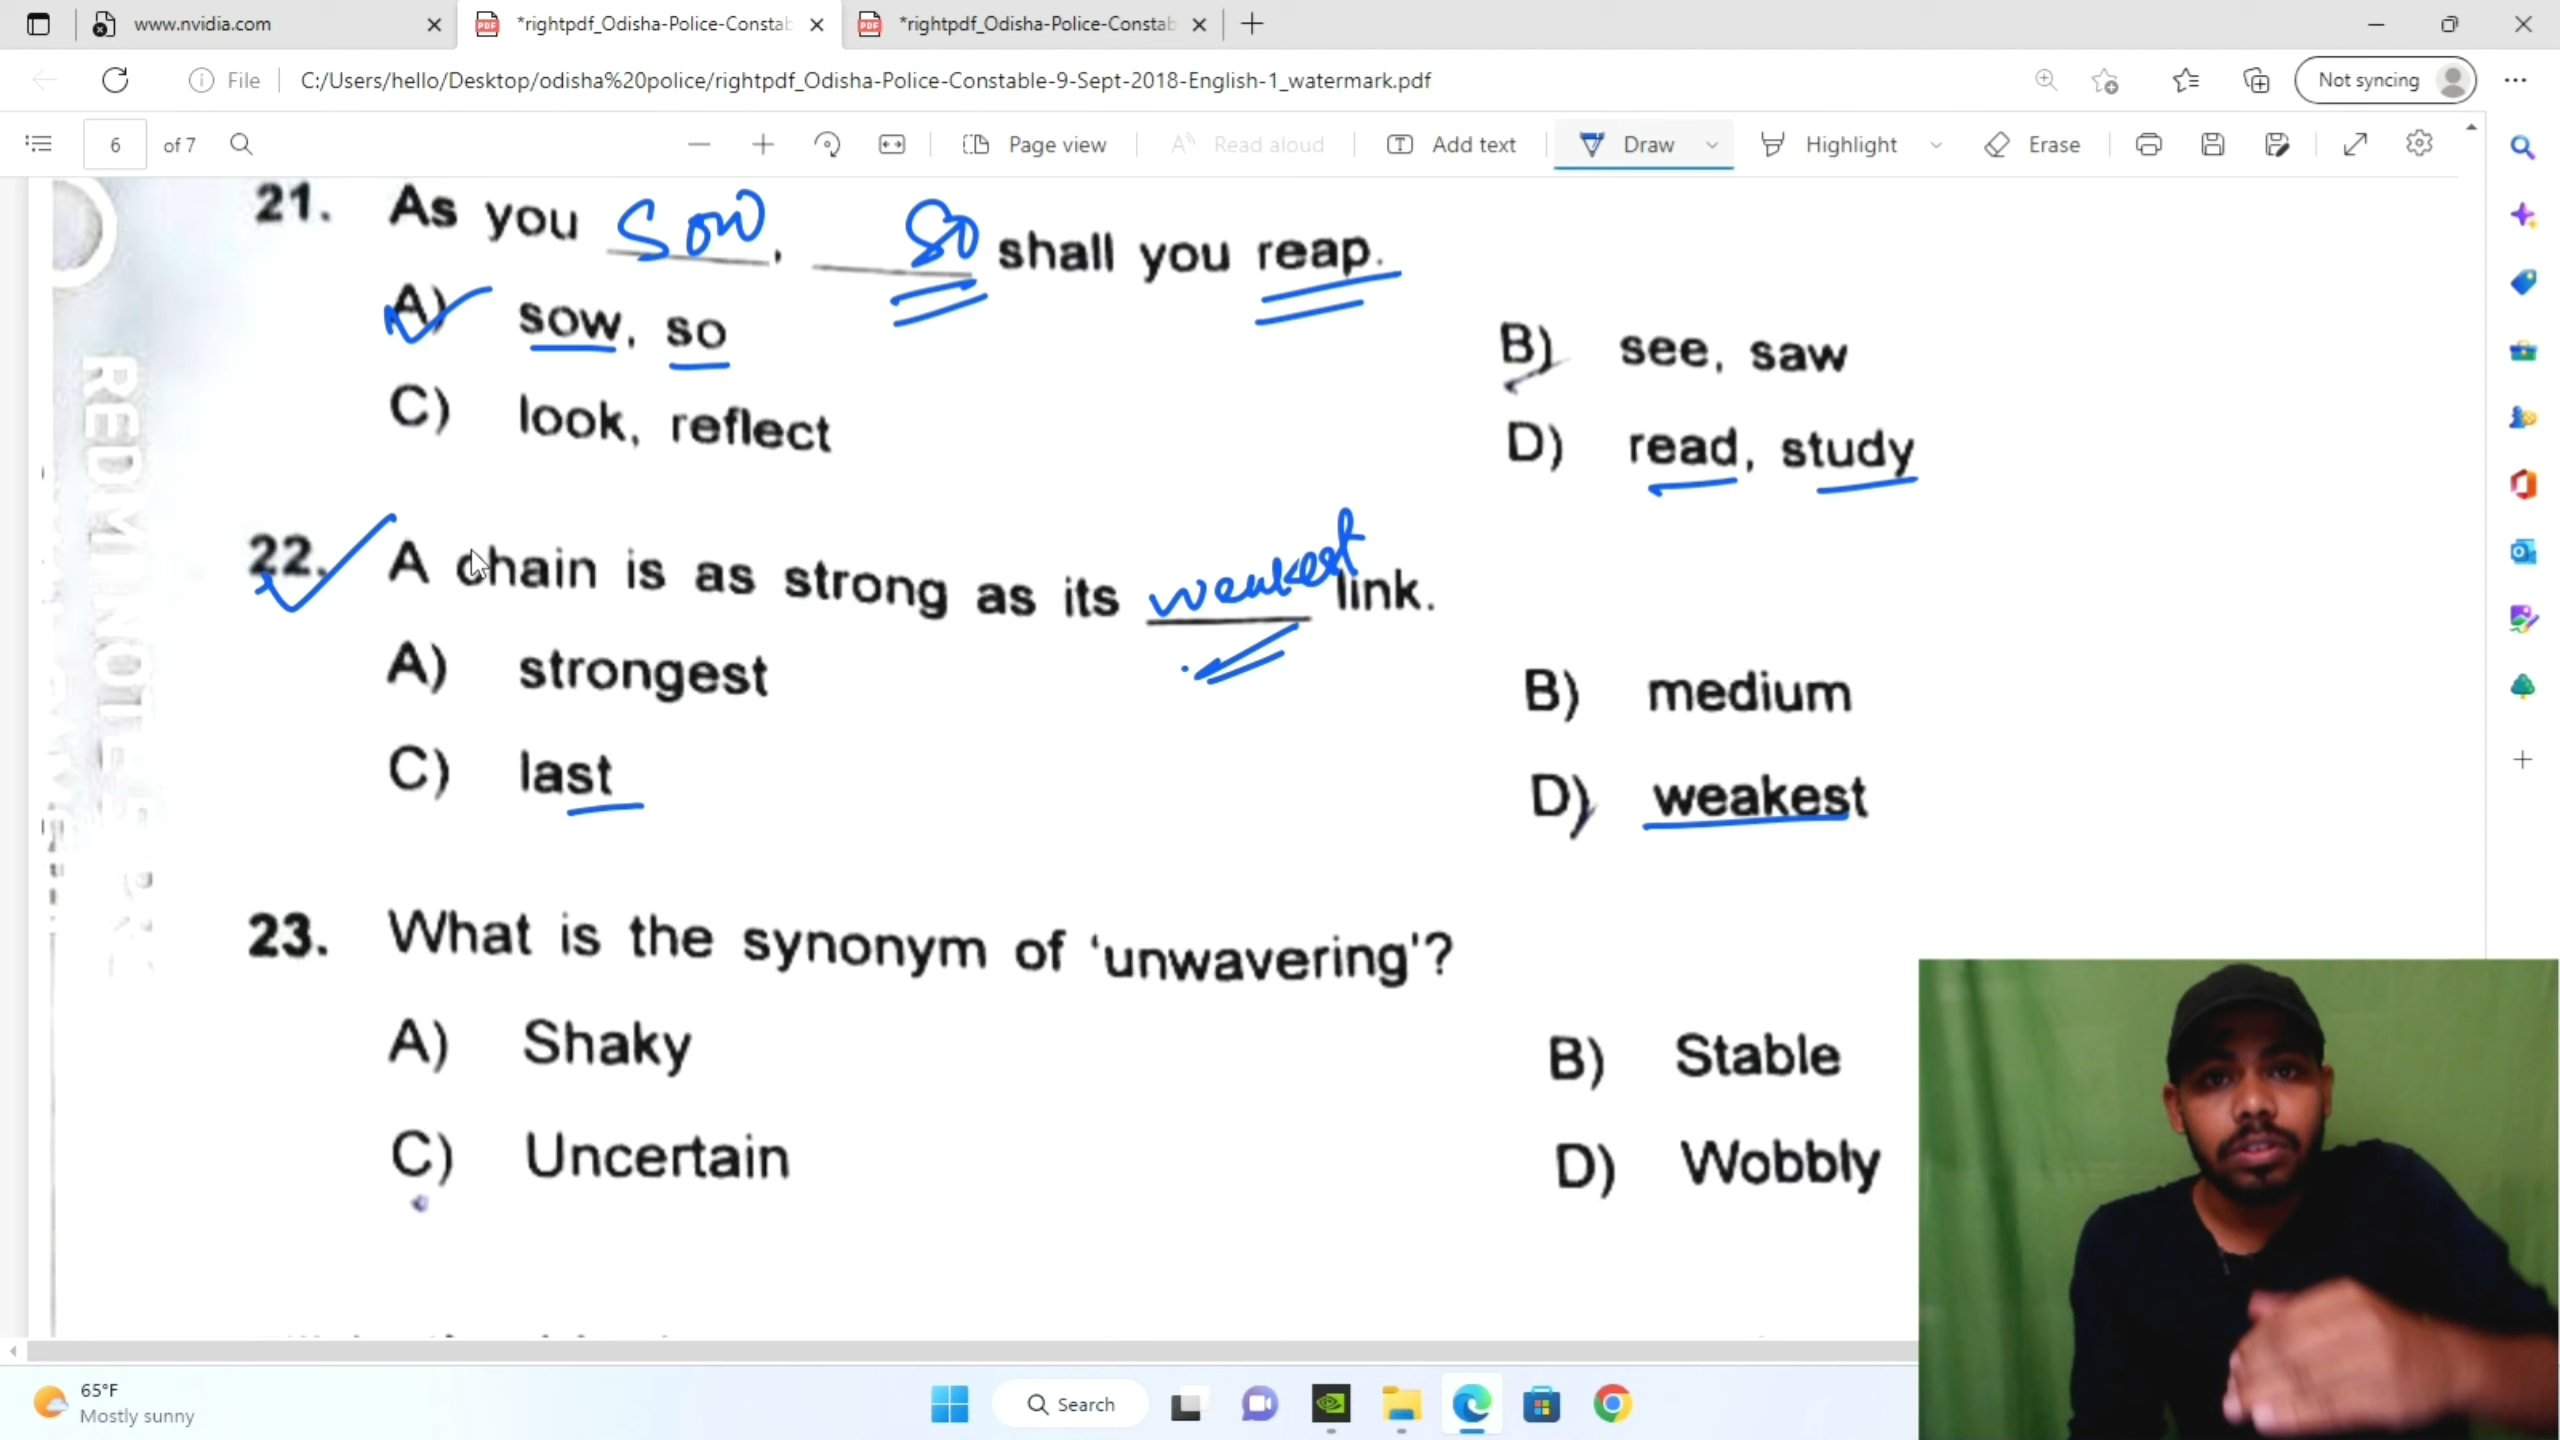 www.nvidia.com
*rightpdf_Odisha-Police-Constab
*rightpdf_Odisha-Police-Constab
File
C:/Users/hello/Desktop/odisha%20police/rightpdf_Odisha-Police-Constable-9-Sept-2018-English-1_watermark.pdf
Not syncing
6 of 7
Page view
Read aloud
Add text
Draw
Highlight
Erase
21. As you sow, so shall you reap.
A) sow, so
B) see, saw
C) look, reflect
D) read, study
22. A chain is as strong as its weakest link.
A) strongest
B) medium
C) last
D) weakest
23. What is the synonym of ‘unwavering’?
A) Shaky
B) Stable
C) Uncertain
D) Wobbly
REDMI NOTE
65°F
Mostly sunny
Search